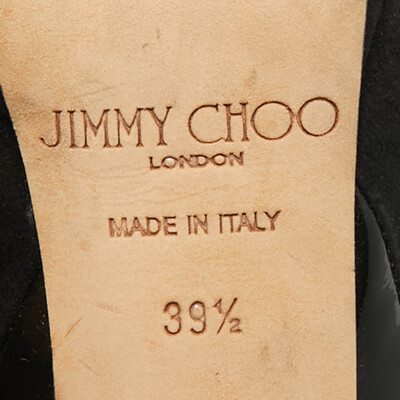 JIMMY CHOO
LONDON
MADE IN ITALY
39½